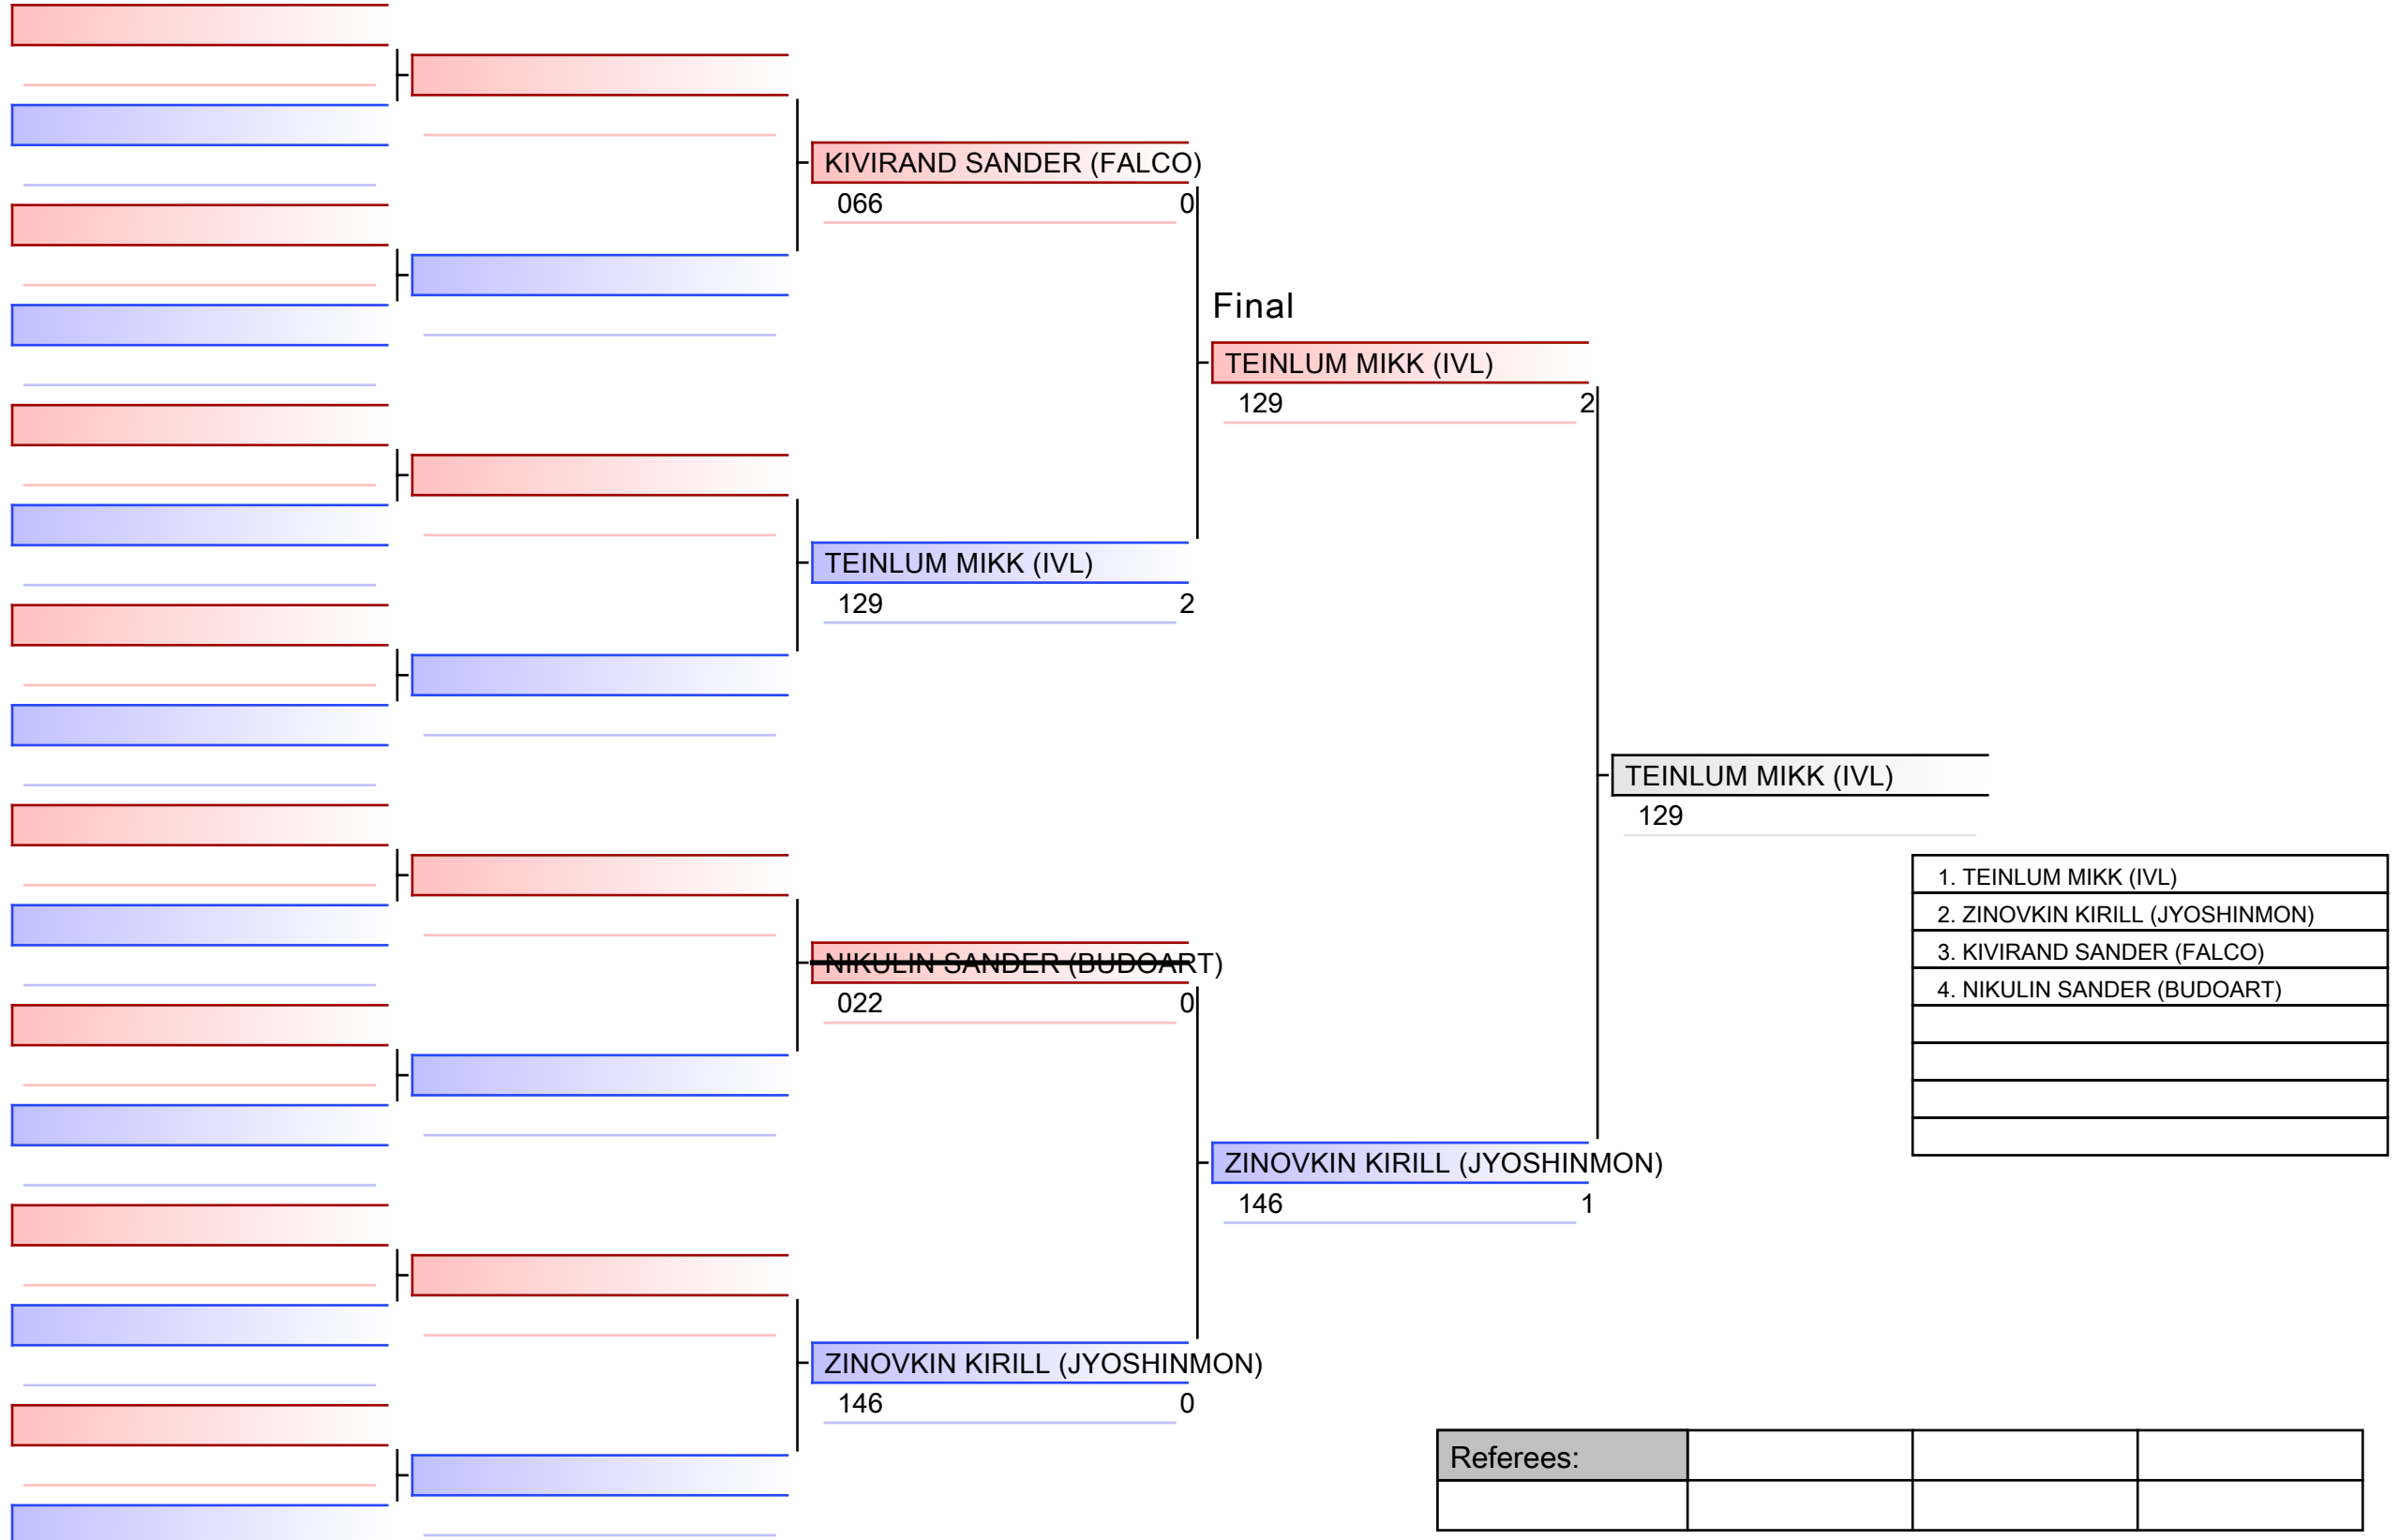 KIVIRAND SANDER (FALCO)
066 0
Final
TEINLUM MIKK (IVL)
129 2
TEINLUM MIKK (IVL)
129 2
TEINLUM MIKK (IVL)
129
1. TEINLUM MIKK (IVL)
2. ZINOVKIN KIRILL (JYOSHINMON)
3. KIVIRAND SANDER (FALCO)
4. NIKULIN SANDER (BUDOART)
NIKULIN SANDER (BUDOART)
022 0
ZINOVKIN KIRILL (JYOSHINMON)
146 1
ZINOVKIN KIRILL (JYOSHINMON)
146 0
Referees: